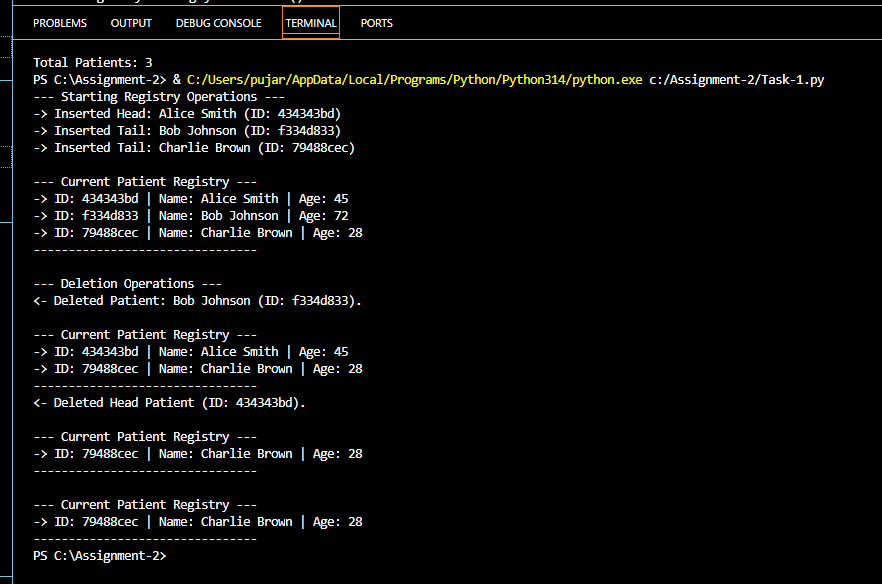 PROBLEMS OUTPUT DEBUG CONSOLE TERMINAL PORTS
Total Patients: 3
PS C:\Assignment-2> & C:/Users/pujar/AppData/Local/Programs/Python/Python314/python.exe c:/Assignment-2/Task-1.py
--- Starting Registry Operations ---
-> Inserted Head: Alice Smith (ID: 434343bd)
-> Inserted Tail: Bob Johnson (ID: f334d833)
-> Inserted Tail: Charlie Brown (ID: 79488cec)

--- Current Patient Registry ---
-> ID: 434343bd | Name: Alice Smith | Age: 45
-> ID: f334d833 | Name: Bob Johnson | Age: 72
-> ID: 79488cec | Name: Charlie Brown | Age: 28
--------------------------------

--- Deletion Operations ---
<- Deleted Patient: Bob Johnson (ID: f334d833).

--- Current Patient Registry ---
-> ID: 434343bd | Name: Alice Smith | Age: 45
-> ID: 79488cec | Name: Charlie Brown | Age: 28
--------------------------------
<- Deleted Head Patient (ID: 434343bd).

--- Current Patient Registry ---
-> ID: 79488cec | Name: Charlie Brown | Age: 28
--------------------------------

--- Current Patient Registry ---
-> ID: 79488cec | Name: Charlie Brown | Age: 28
--------------------------------
PS C:\Assignment-2>